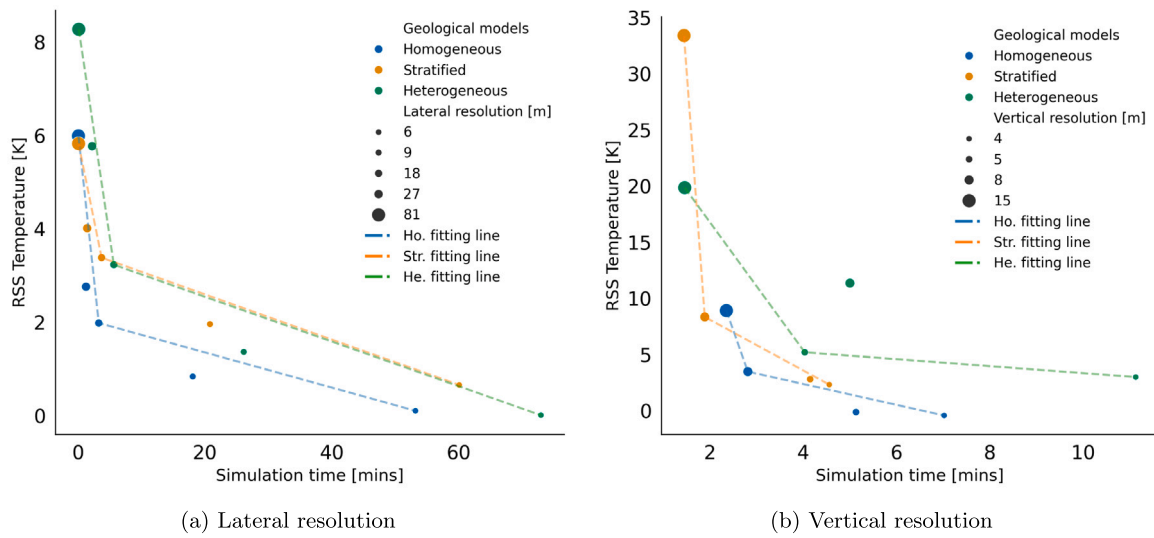 8
6
4
2
0
RSS Temperature [K]
0
20
40
60
Simulation time [mins]
Geological models
Homogeneous
Stratified
Heterogeneous
Lateral resolution [m]
6
9
18
27
81
Ho. fitting line
Str. fitting line
He. fitting line
(a) Lateral resolution
35
30
25
20
15
10
5
0
RSS Temperature [K]
2
4
6
8
10
Simulation time [mins]
Geological models
Homogeneous
Stratified
Heterogeneous
Vertical resolution [m]
4
5
8
15
Ho. fitting line
Str. fitting line
He. fitting line
(b) Vertical resolution